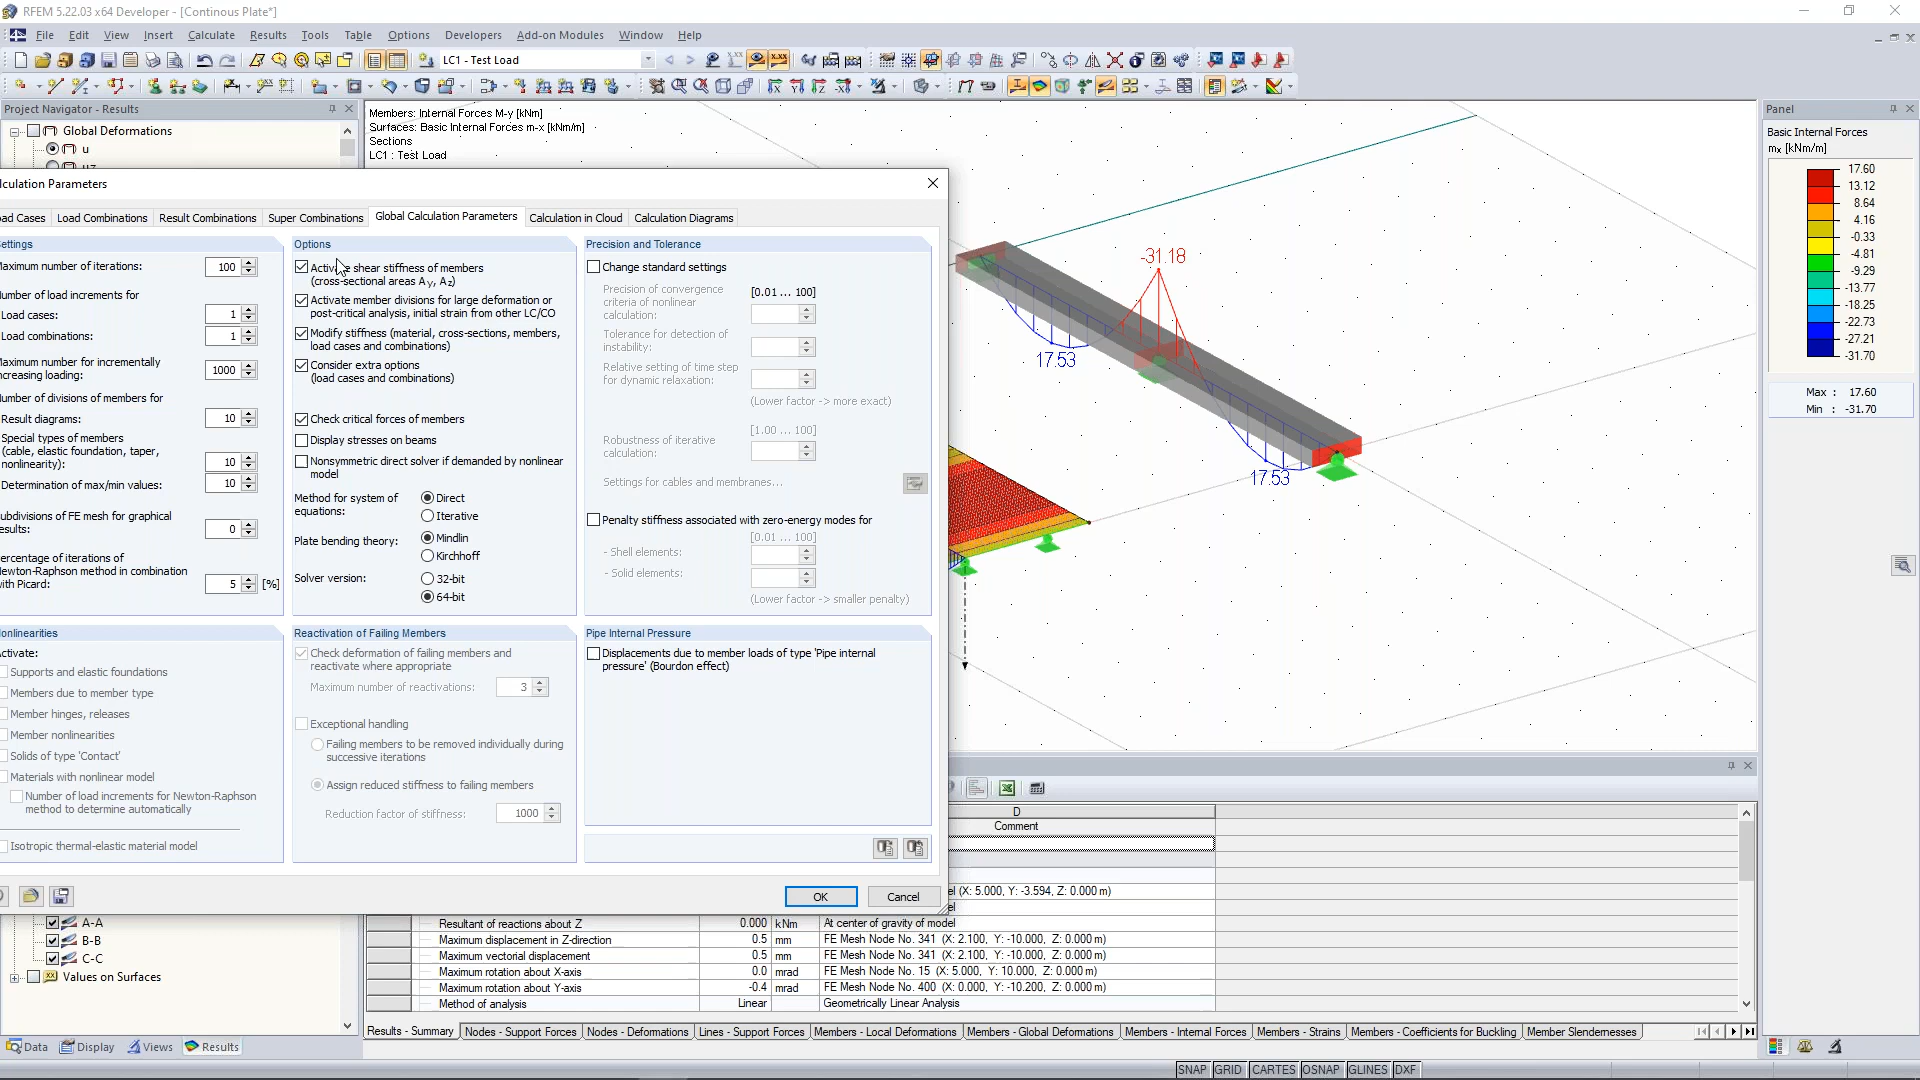 RFEM 5.22.03 x64 Developer - [Continous Plate*]
File Edit View Insert Calculate Results Tools Table Options Developers Add-on Modules Window Help
LC1 - Test Load
Project Navigator - Results
Global Deformations
u
Members: Internal Forces M-y [kNm]
Surfaces: Basic Internal Forces m-x [kNm/m]
Sections
LC1 : Test Load
lculation Parameters
ad Cases Load Combinations Result Combinations Super Combinations Global Calculation Parameters Calculation in Cloud Calculation Diagrams
ettings
aximum number of iterations: 100
umber of load increments for
Load cases: 1
Load combinations: 1
aximum number for incrementally
creasing loading: 1000
umber of divisions of members for
Result diagrams: 10
Special types of members
(cable, elastic foundation, taper,
nonlinearity): 10
Determination of max/min values: 10
ubdivisions of FE mesh for graphical
esults: 0
ercentage of iterations of
ewton-Raphson method in combination
with Picard: 5 [%]
Options
Activate shear stiffness of members
(cross-sectional areas Ay, Az)
Activate member divisions for large deformation or
post-critical analysis, initial strain from other LC/CO
Modify stiffness (material, cross-sections, members,
load cases and combinations)
Consider extra options
(load cases and combinations)
Check critical forces of members
Display stresses on beams
Nonsymmetric direct solver if demanded by nonlinear
model
Method for system of
equations:
Direct
Iterative
Plate bending theory:
Mindlin
Kirchhoff
Solver version:
32-bit
64-bit
Precision and Tolerance
Change standard settings
Precision of convergence
criteria of nonlinear
calculation:
[0.01 ... 100]
Tolerance for detection of
instability:
Relative setting of time step
for dynamic relaxation:
(Lower factor -> more exact)
[1.00 ... 100]
Robustness of iterative
calculation:
Settings for cables and membranes...
Penalty stiffness associated with zero-energy modes for
[0.01 ... 100]
- Shell elements:
- Solid elements:
(Lower factor -> smaller penalty)
onlinearities
ctivate:
Supports and elastic foundations
Members due to member type
Member hinges, releases
Member nonlinearities
Solids of type 'Contact'
Materials with nonlinear model
Number of load increments for Newton-Raphson
method to determine automatically
Isotropic thermal-elastic material model
Reactivation of Failing Members
Check deformation of failing members and
reactivate where appropriate
Maximum number of reactivations: 3
Exceptional handling
Failing members to be removed individually during
successive iterations
Assign reduced stiffness to failing members
Reduction factor of stiffness: 1000
Pipe Internal Pressure
Displacements due to member loads of type 'Pipe internal
pressure' (Bourdon effect)
OK Cancel
-31.18
17.53
17.53
Panel
Basic Internal Forces
mx [kNm/m]
17.60
13.12
8.64
4.16
-0.33
-4.81
-9.29
-13.77
-18.25
-22.73
-27.21
-31.70
Max : 17.60
Min : -31.70
A-A
B-B
C-C
Values on Surfaces
Data Display Views Results
D
Comment
el (X: 5.000, Y: -3.594, Z: 0.000 m)
el
Resultant of reactions about Z 0.000 kNm At center of gravity of model
Maximum displacement in Z-direction 0.5 mm FE Mesh Node No. 341 (X: 2.100, Y: -10.000, Z: 0.000 m)
Maximum vectorial displacement 0.5 mm FE Mesh Node No. 341 (X: 2.100, Y: -10.000, Z: 0.000 m)
Maximum rotation about X-axis 0.0 mrad FE Mesh Node No. 15 (X: 5.000, Y: 10.000, Z: 0.000 m)
Maximum rotation about Y-axis -0.4 mrad FE Mesh Node No. 400 (X: 0.000, Y: -10.200, Z: 0.000 m)
Method of analysis Linear Geometrically Linear Analysis
Results - Summary Nodes - Support Forces Nodes - Deformations Lines - Support Forces Members - Local Deformations Members - Global Deformations Members - Internal Forces Members - Strains Members - Coefficients for Buckling Member Slendernesses
SNAP GRID CARTES OSNAP GLINES DXF